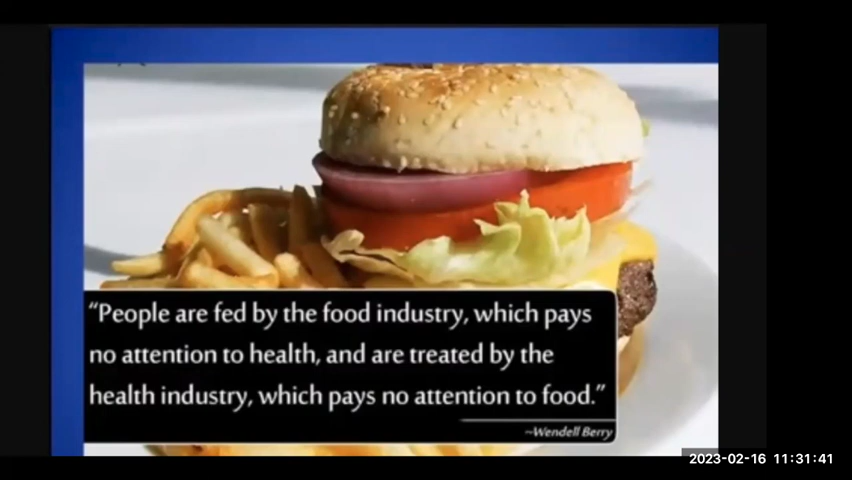 “People are fed by the food industry, which pays
no attention to health, and are treated by the
health industry, which pays no attention to food.”
~Wendell Berry
2023-02-16 11:31:41